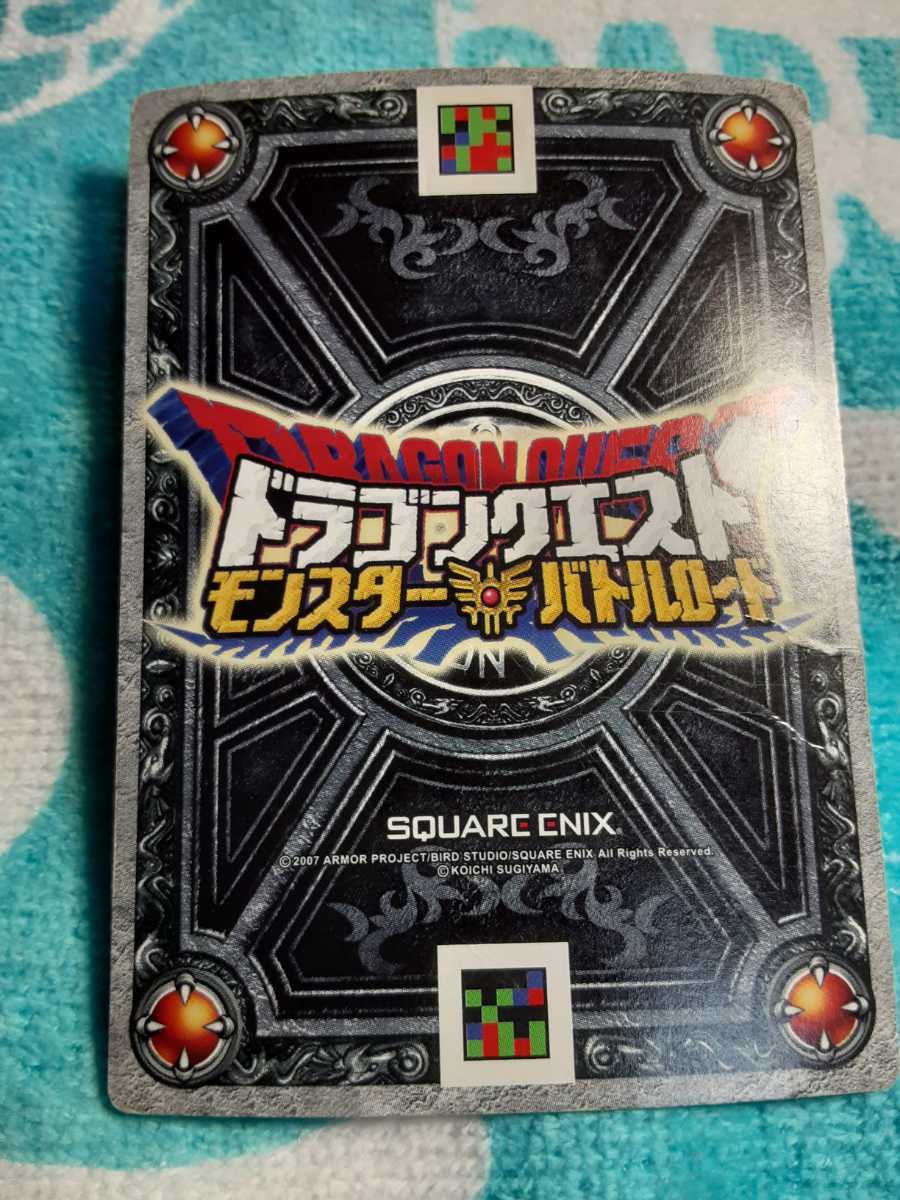 DRAGON QUEST
ドラゴンクエスト
モンスター バトルロード
SQUARE ENIX
©2007 ARMOR PROJECT/BIRD STUDIO/SQUARE ENIX All Rights Reserved.
©KOICHI SUGIYAMA